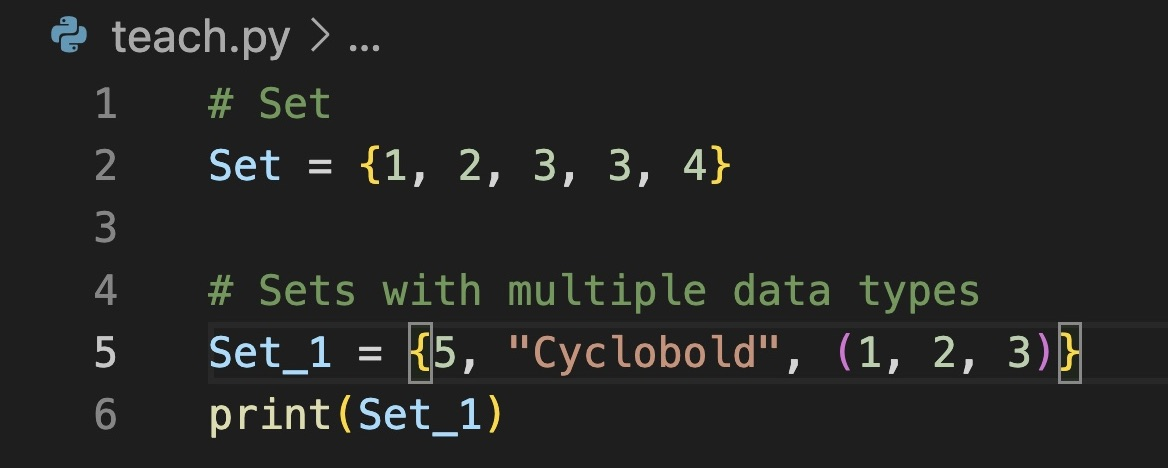 teach.py > ...
1 # Set
2 Set = {1, 2, 3, 3, 4}
3
4 # Sets with multiple data types
5 Set_1 = {5, "Cyclobold", (1, 2, 3)}
6 print(Set_1)